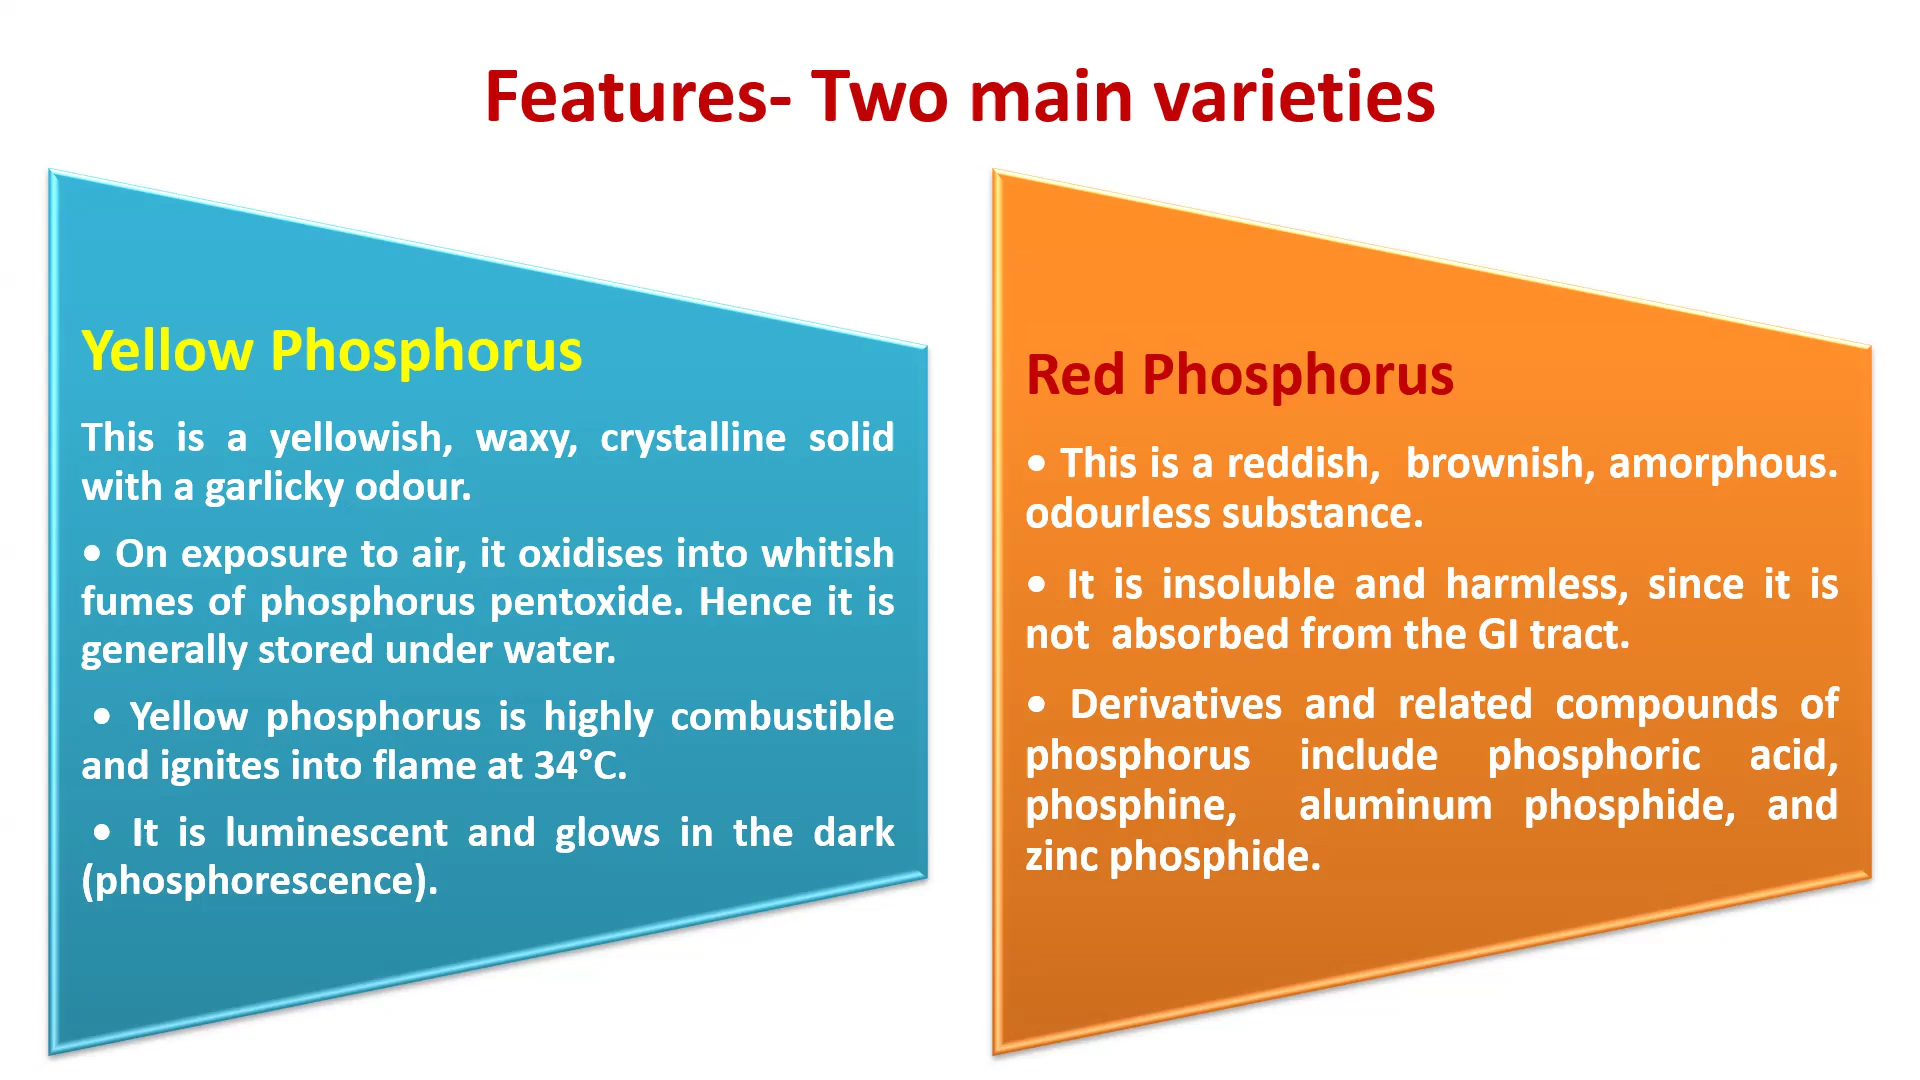 Features- Two main varieties
Yellow Phosphorus
This is a yellowish, waxy, crystalline solid
with a garlicky odour.
• On exposure to air, it oxidises into whitish
fumes of phosphorus pentoxide. Hence it is
generally stored under water.
• Yellow phosphorus is highly combustible
and ignites into flame at 34°C.
• It is luminescent and glows in the dark
(phosphorescence).
Red Phosphorus
• This is a reddish, brownish, amorphous.
odourless substance.
• It is insoluble and harmless, since it is
not absorbed from the GI tract.
• Derivatives and related compounds of
phosphorus include phosphoric acid,
phosphine, aluminum phosphide, and
zinc phosphide.